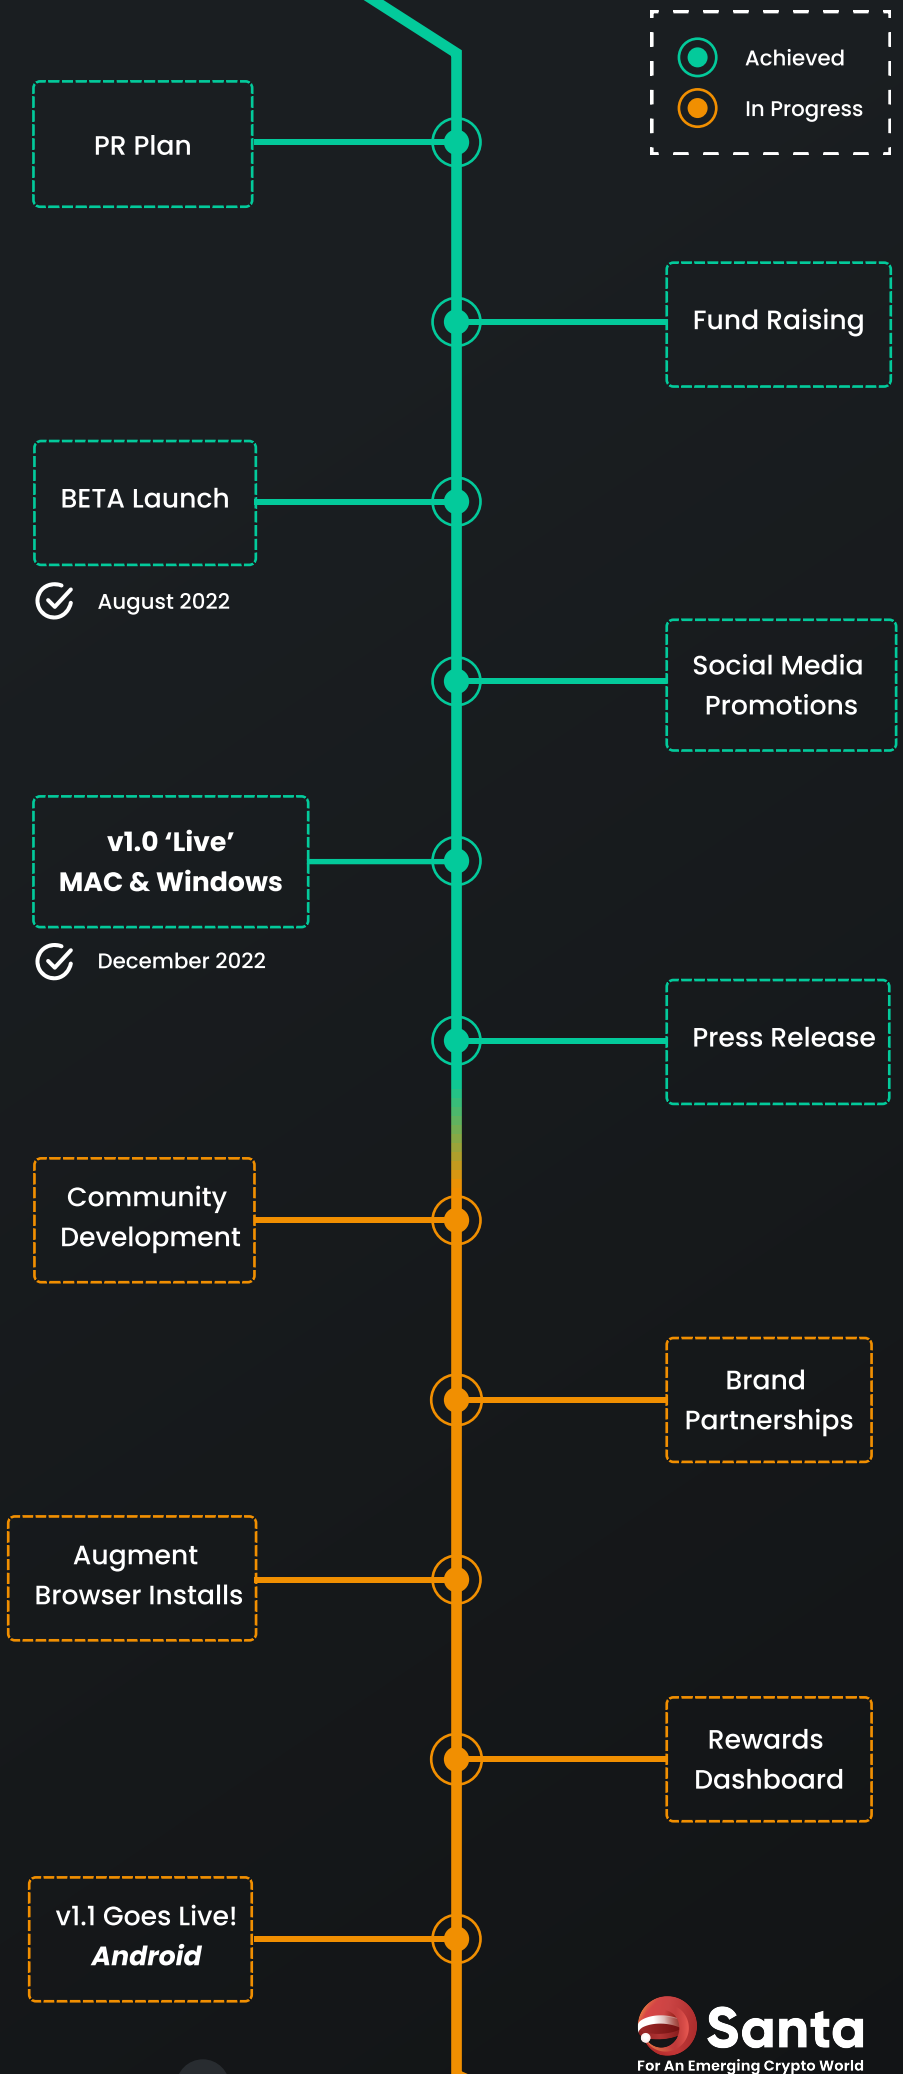 Achieved
In Progress
PR Plan
Fund Raising
BETA Launch
August 2022
Social Media
Promotions
v1.0 ‘Live’
MAC & Windows
December 2022
Press Release
Community
Development
Brand
Partnerships
Augment
Browser Installs
Rewards
Dashboard
v1.1 Goes Live!
Android
Santa
For An Emerging Crypto World